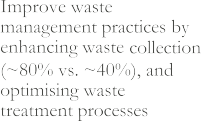 Improve waste
management practices by
enhancing waste collection
(~80% vs. ~40%), and
optimising waste
treatment processes